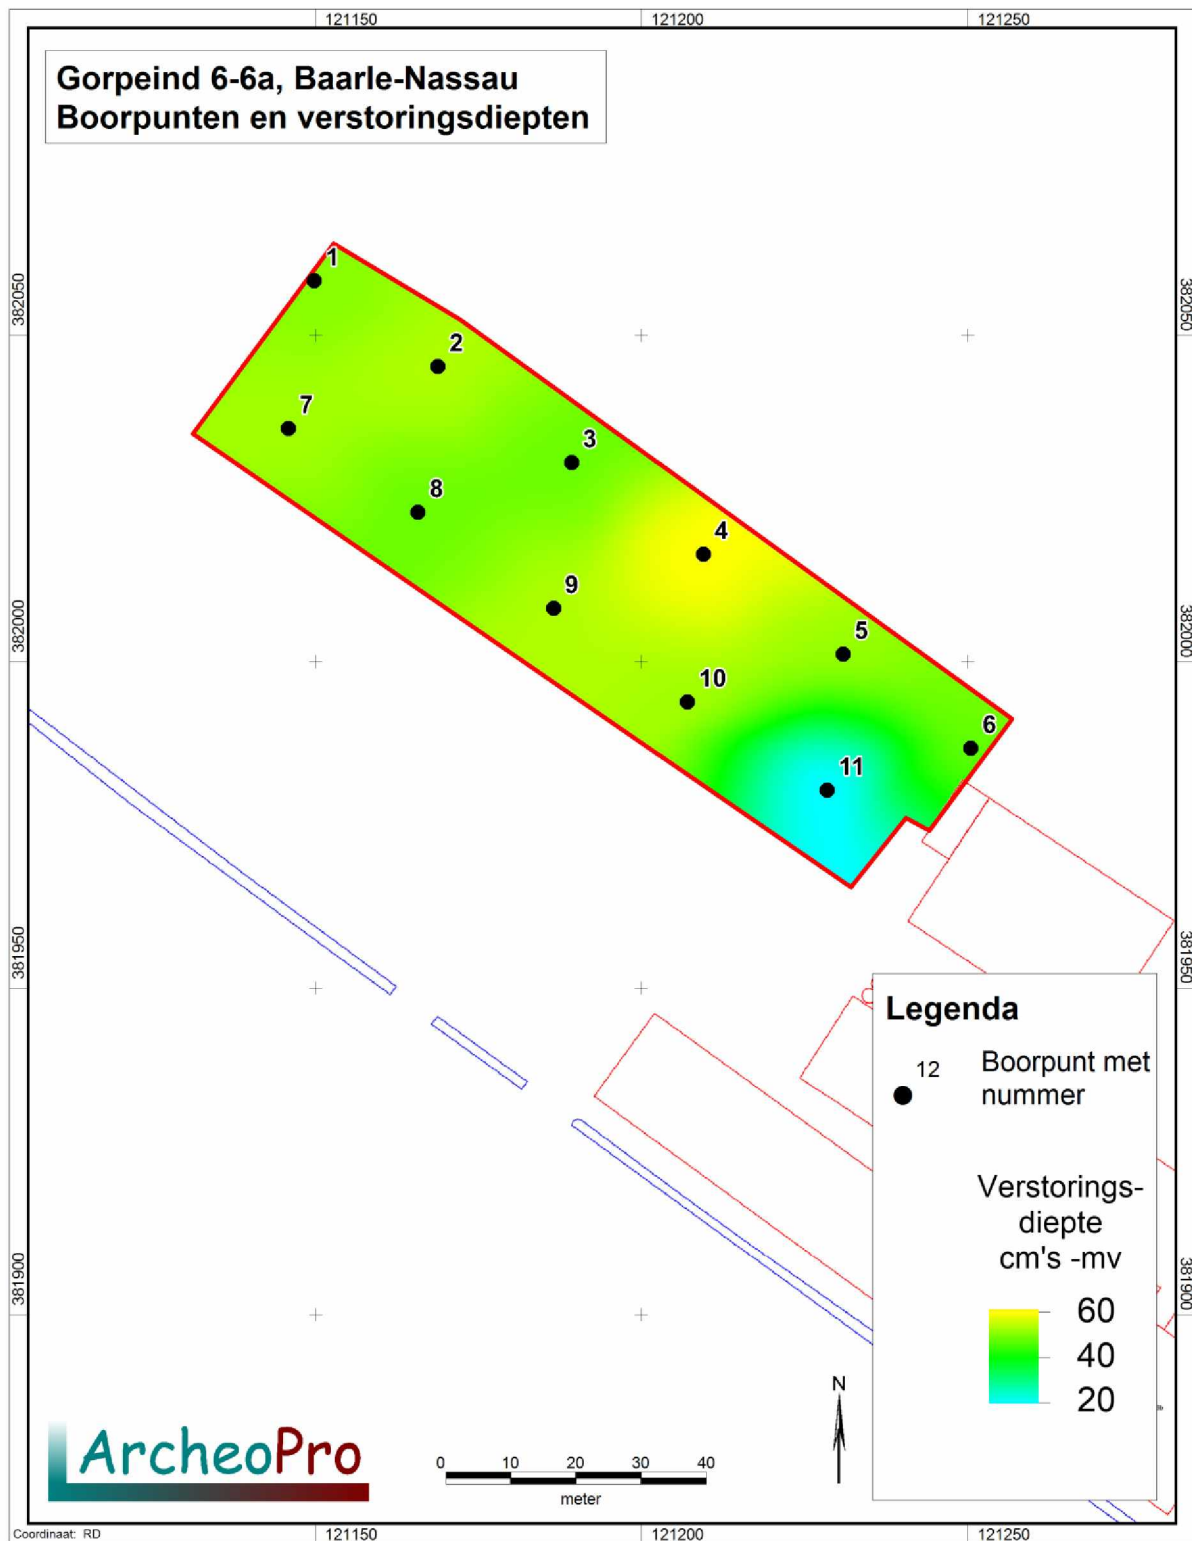 121150 121200 121250
Gorpeind 6-6a, Baarle-Nassau
Boorpunten en verstoringsdiepten
382050 382050
382000 382000
381950 381950
381900 381900
1
2
7
3
8
4
9
5
10
6
11
Legenda
12 Boorpunt met
nummer
Verstorings-
diepte
cm's -mv
60
40
20
N
ArcheoPro
0 10 20 30 40
meter
Coordinaat: RD
121150 121200 121250